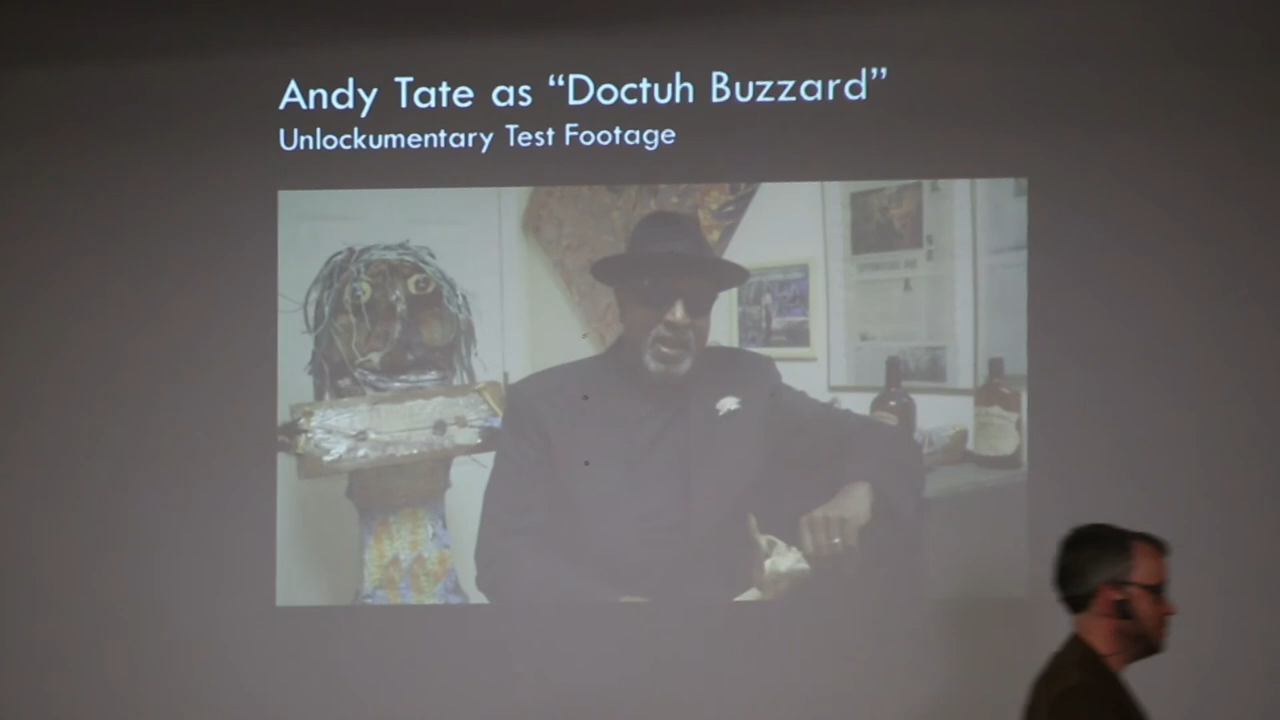 Andy Tate as “Doctuh Buzzard”
Unlockumentary Test Footage